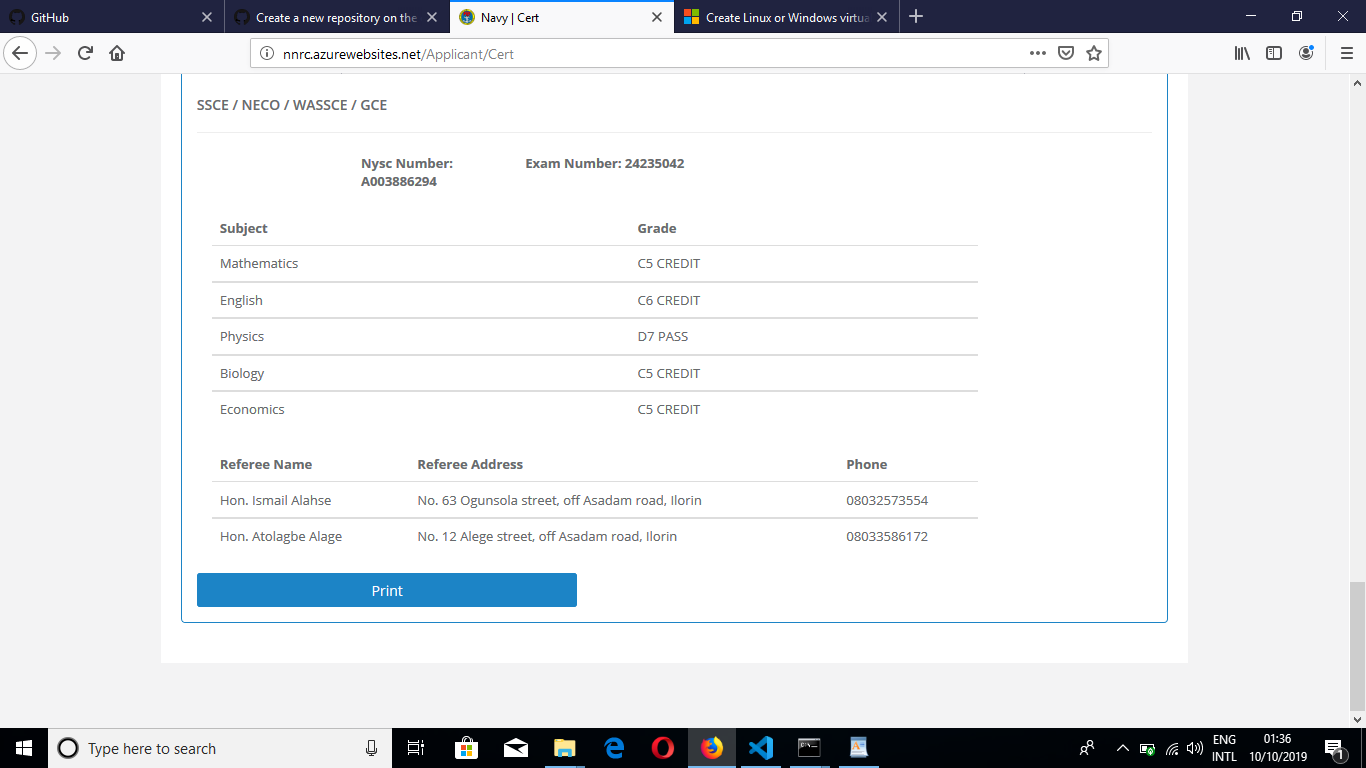 GitHub
Create a new repository on the
Navy | Cert
Create Linux or Windows virtua
nnrc.azurewebsites.net/Applicant/Cert
SSCE / NECO / WASSCE / GCE
Nysc Number: Exam Number: 24235042
A003886294
Subject Grade
Mathematics C5 CREDIT
English C6 CREDIT
Physics D7 PASS
Biology C5 CREDIT
Economics C5 CREDIT
Referee Name Referee Address Phone
Hon. Ismail Alahse No. 63 Ogunsola street, off Asadam road, Ilorin 08032573554
Hon. Atolagbe Alage No. 12 Alege street, off Asadam road, Ilorin 08033586172
Print
Type here to search
ENG 01:36
INTL 10/10/2019
1